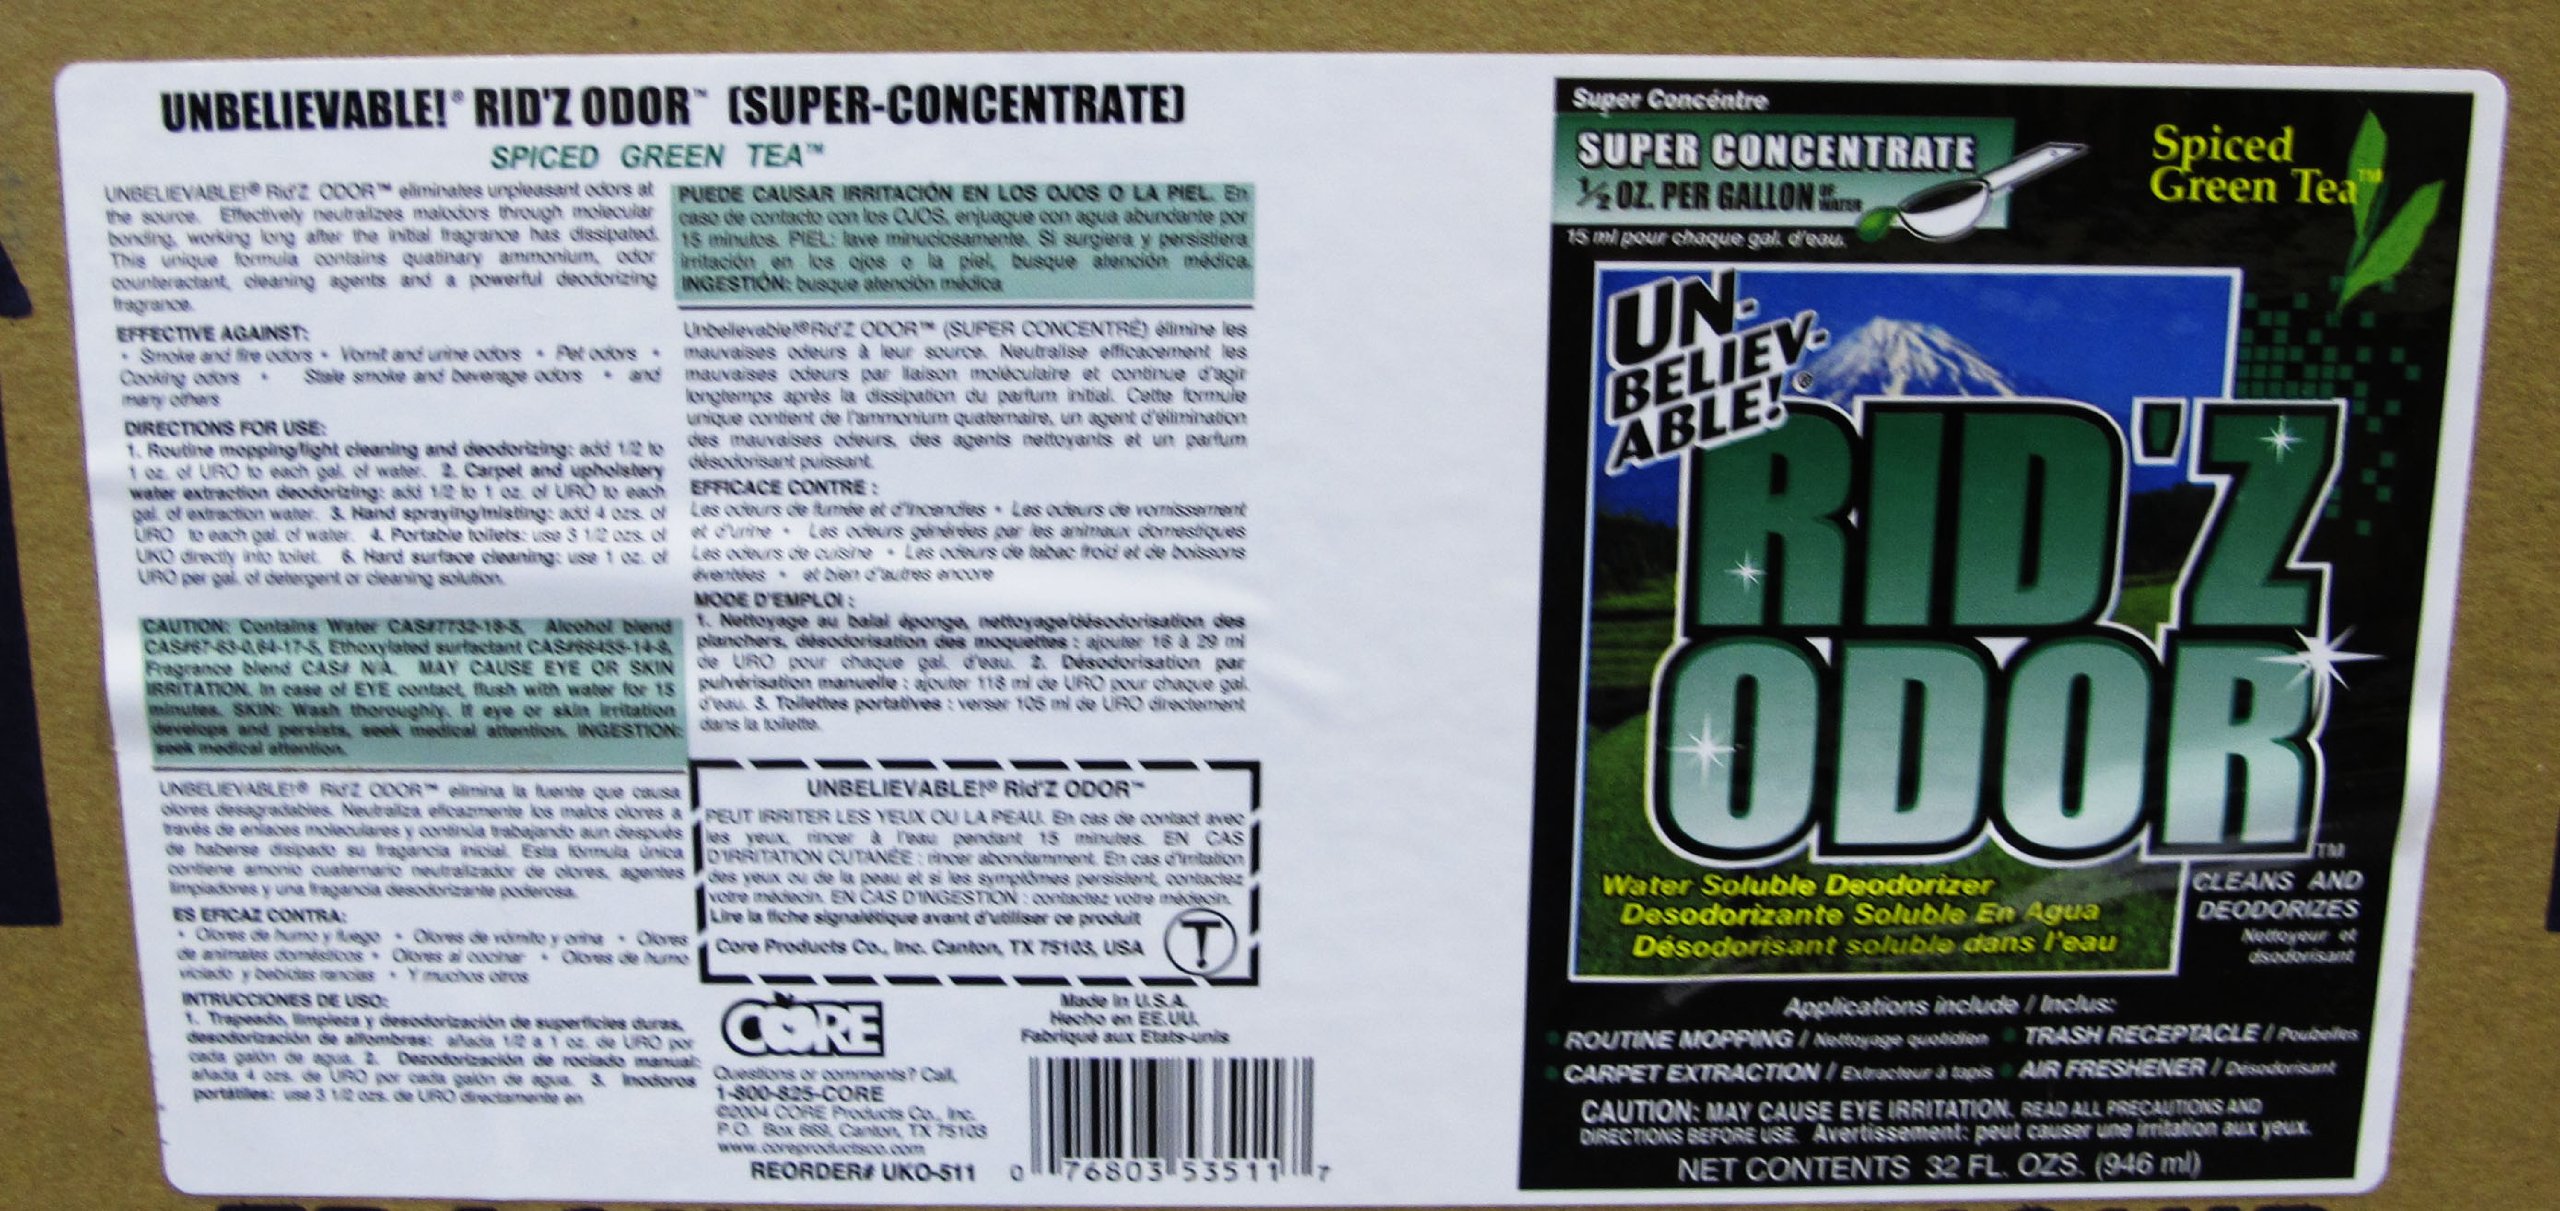 UNBELIEVABLE!® RID'Z ODOR™ (SUPER-CONCENTRATE)
SPICED GREEN TEA™
UNBELIEVABLE!® Rid'Z ODOR™ eliminates unpleasant odors at
the source. Effectively neutralizes malodors through molecular
bonding, working long after the initial fragrance has dissipated.
This unique formula contains quatinary ammonium, odor
counteractant, cleaning agents and a powerful deodorizing
fragrance.
EFFECTIVE AGAINST:
• Smoke and fire odors • Vomit and urine odors • Pet odors •
Cooking odors • Stale smoke and beverage odors • and
many others
DIRECTIONS FOR USE:
1. Routine mopping/light cleaning and deodorizing: add 1/2 to
1 oz. of URO to each gal. of water. 2. Carpet and upholstery
water extraction deodorizing: add 1/2 to 1 oz. of URO to each
gal. of extraction water. 3. Hand spraying/misting: add 4 ozs. of
URO to each gal. of water. 4. Portable toilets: use 3 1/2 ozs. of
UKO directly into toilet. 6. Hard surface cleaning: use 1 oz. of
URO per gal. of detergent or cleaning solution.
CAUTION: Contains Water CAS#7732-18-5, Alcohol blend
CAS#67-63-0,64-17-5, Ethoxylated surfactant CAS#68455-14-8,
Fragrance blend CAS# N/A. MAY CAUSE EYE OR SKIN
IRRITATION. In case of EYE contact, flush with water for 15
minutes. SKIN: Wash thoroughly. If eye or skin irritation
develops and persists, seek medical attention. INGESTION:
seek medical attention.
UNBELIEVABLE!® Rid'Z ODOR™ elimina la fuente que causa
olores desagradables. Neutraliza eficazmente los malos olores a
través de enlaces moleculares y continúa trabajando aun después
de haberse disipado su fragancia inicial. Esta fórmula única
contiene amonio cuaternario neutralizador de olores, agentes
limpiadores y una fragancia desodorizante poderosa.
ES EFICAZ CONTRA:
• Olores de humo y fuego • Olores de vómito y orina • Olores
de animales domésticos • Olores al cocinar • Olores de humo
viciado y bebidas rancias • Y muchos otros
INTRUCCIONES DE USO:
1. Trapeado, limpieza y desodorización de superficies duras,
desodorización de alfombras: añada 1/2 a 1 oz. de URO por
cada galón de agua. 2. Dezodorización de rociado manual:
añada 4 ozs. de URO por cada galón de agua. 3. Inodoros
portátiles: use 3 1/2 ozs. de URO directamente en
PUEDE CAUSAR IRRITACIÓN EN LOS OJOS O LA PIEL. En
caso de contacto con los OJOS, enjuague con agua abundante por
15 minutos. PIEL: lave minuciosamente. Si surgiera y persistiera
irritación en los ojos o la piel, busque atención médica.
INGESTIÓN: busque atención médica
Unbelievable!® Rid'Z ODOR™ (SUPER CONCENTRÉ) élimine les
mauvaises odeurs à leur source. Neutralise efficacement les
mauvaises odeurs par liaison moléculaire et continue d'agir
longtemps après la dissipation du parfum initial. Cette formule
unique contient de l'ammonium quaternaire, un agent d'élimination
des mauvaises odeurs, des agents nettoyants et un parfum
désodorisant puissant.
EFFICACE CONTRE :
Les odeurs de fumée et d'incendies • Les odeurs de vomissement
et d'urine • Les odeurs générées par les animaux domestiques
Les odeurs de cuisine • Les odeurs de tabac froid et de boissons
éventées • et bien d'autres encore
MODE D'EMPLOI :
1. Nettoyage au balai éponge, nettoyage/désodorisation des
planchers, désodorisation des moquettes : ajouter 16 à 29 ml
de URO pour chaque gal. d'eau. 2. Désodorisation par
pulvérisation manuelle : ajouter 118 ml de URO pour chaque gal.
d'eau. 3. Toilettes portatives : verser 105 ml de URO directement
dans la toilette.
UNBELIEVABLE!® Rid'Z ODOR™
PEUT IRRITER LES YEUX OU LA PEAU. En cas de contact avec
les yeux, rincer à l'eau pendant 15 minutes. EN CAS
D'IRRITATION CUTANÉE : rincer abondamment. En cas d'irritation
des yeux ou de la peau et si les symptômes persistent, contactez
votre médecin. EN CAS D'INGESTION : contactez votre médecin.
Lire la fiche signalétique avant d'utiliser ce produit
Core Products Co., Inc. Canton, TX 75103, USA
CORE
Made in U.S.A.
Hecho en EE.UU.
Fabriqué aux Etats-unis
Questions or comments? Call,
1-800-825-CORE
©2004 CORE Products Co., Inc.
P.O. Box 669, Canton, TX 75103
www.coreproductsco.com
REORDER# UKO-511
0 76803 53511 7
Super Concéntre
SUPER CONCENTRATE
1/2 OZ. PER GALLON OF WATER
15 ml pour chaque gal. d'eau.
Spiced
Green Tea™
UN-
BELIEV-
ABLE!®
RID'Z
ODOR™
Water Soluble Deodorizer
Desodorizante Soluble En Agua
Désodorisant soluble dans l'eau
CLEANS AND
DEODORIZES
Nettoyeur et
dsodorisant
Applications include / Inclus:
• ROUTINE MOPPING / Nettoyage quotidien • TRASH RECEPTACLE / Poubelles
• CARPET EXTRACTION / Extracteur à tapis • AIR FRESHENER / Désodorisant
CAUTION: MAY CAUSE EYE IRRITATION. READ ALL PRECAUTIONS AND
DIRECTIONS BEFORE USE. Avertissement: peut causer une irritation aux yeux.
NET CONTENTS 32 FL. OZS. (946 ml)